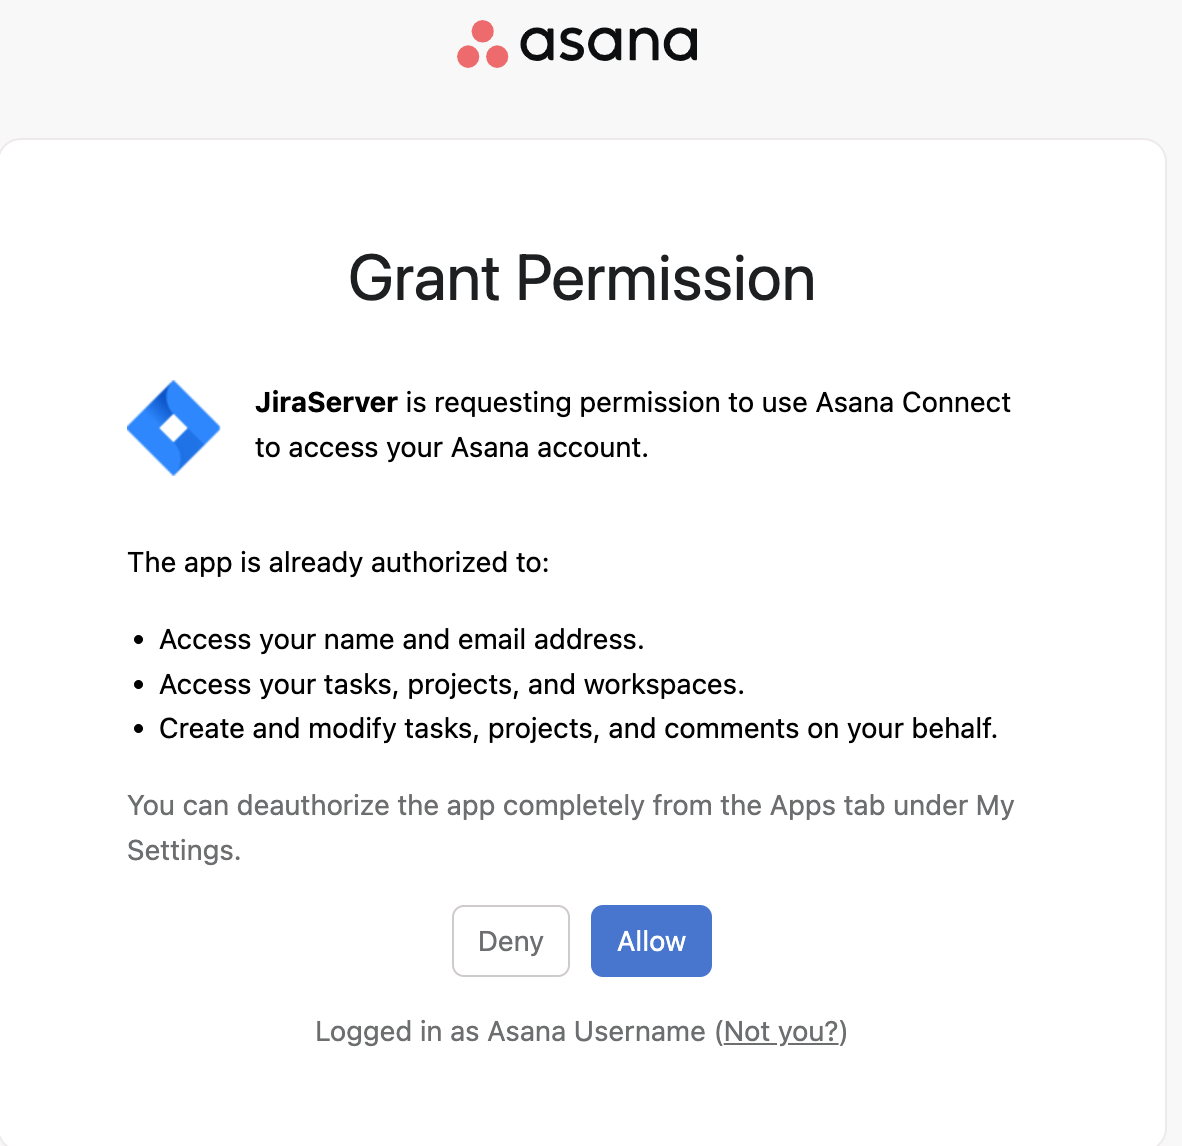 asana
Grant Permission
JiraServer is requesting permission to use Asana Connect
to access your Asana account.
The app is already authorized to:
• Access your name and email address.
• Access your tasks, projects, and workspaces.
• Create and modify tasks, projects, and comments on your behalf.
You can deauthorize the app completely from the Apps tab under My
Settings.
Deny Allow
Logged in as Asana Username (Not you?)